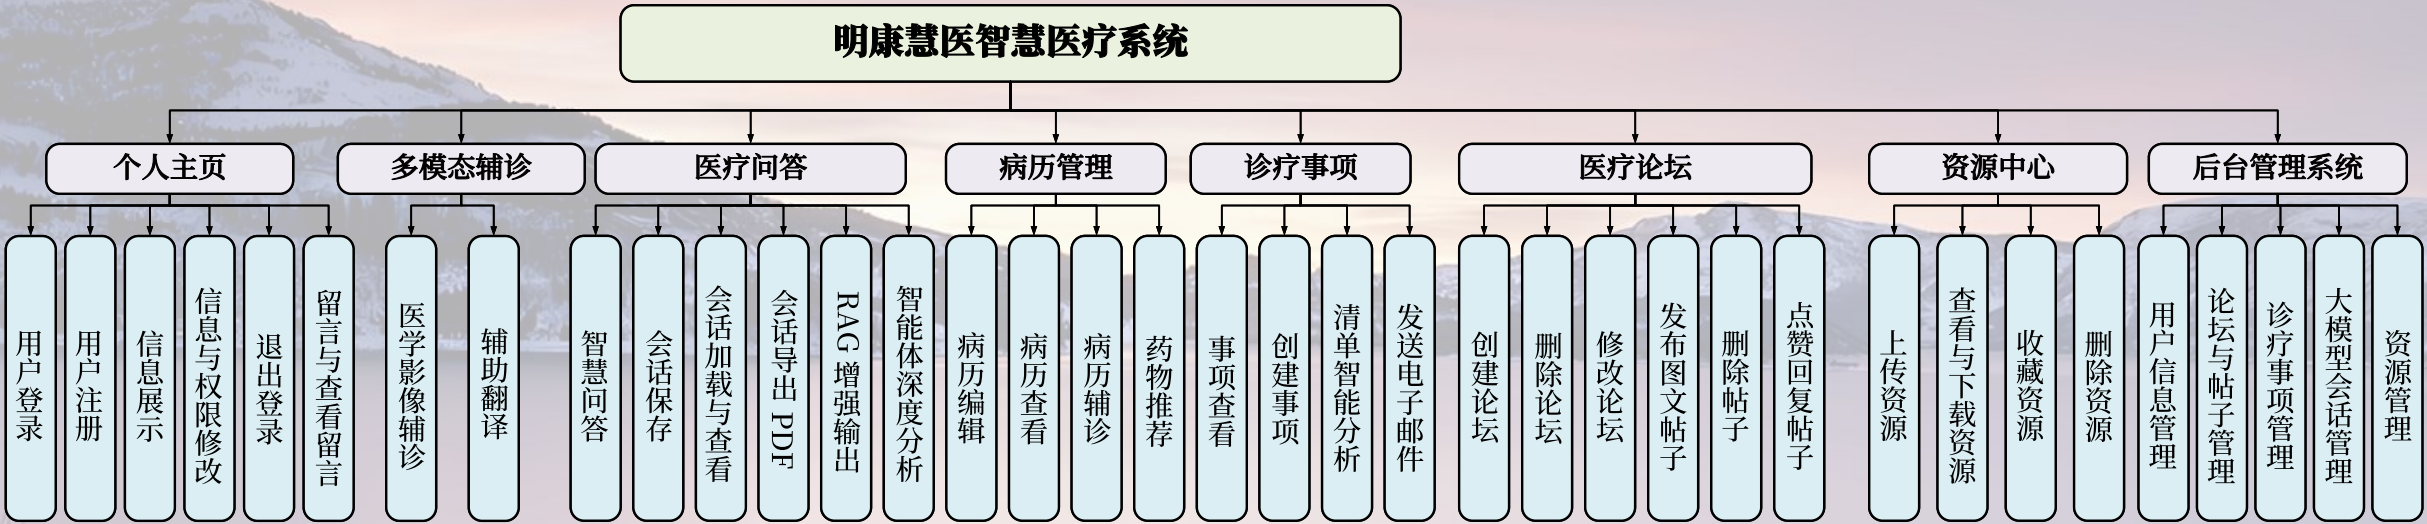 明康慧医智慧医疗系统
个人主页
多模态辅诊
医疗问答
病历管理
诊疗事项
医疗论坛
资源中心
后台管理系统
用户登录
用户注册
信息展示
信息与权限修改
退出登录
留言与查看留言
医学影像辅诊
辅助翻译
智慧问答
会话保存
会话加载与查看
会话导出 PDF
RAG 增强输出
智能体深度分析
病历编辑
病历查看
病历辅诊
药物推荐
事项查看
创建事项
清单智能分析
发送电子邮件
创建论坛
删除论坛
修改论坛
发布图文帖子
删除帖子
点赞回复帖子
上传资源
查看与下载资源
收藏资源
删除资源
用户信息管理
论坛与帖子管理
诊疗事项管理
大模型会话管理
资源管理